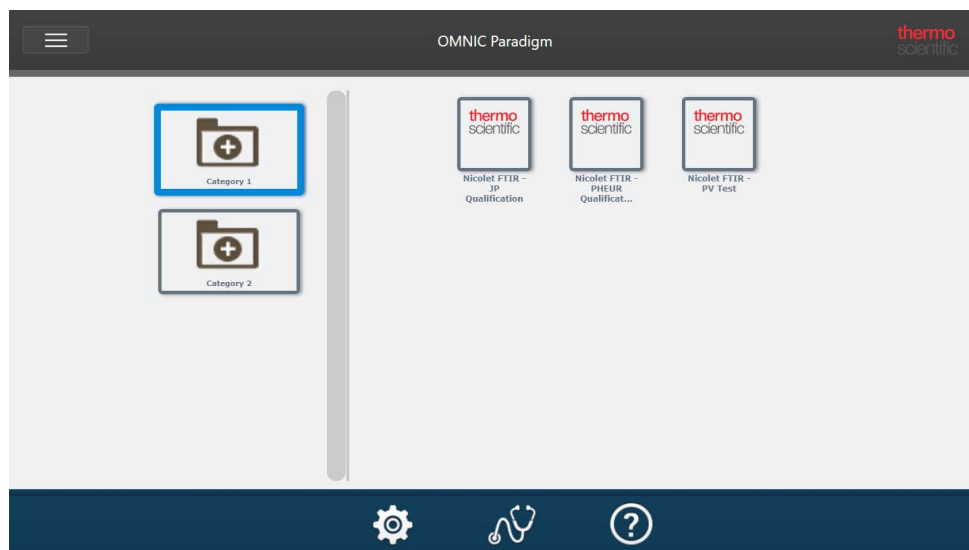 OMNIC Paradigm
thermo
scientific
Category 1
Category 2
thermo
scientific
Nicolet FTIR -
JP
Qualification
thermo
scientific
Nicolet FTIR -
PHEUR
Qualificat...
thermo
scientific
Nicolet FTIR -
PV Test
?